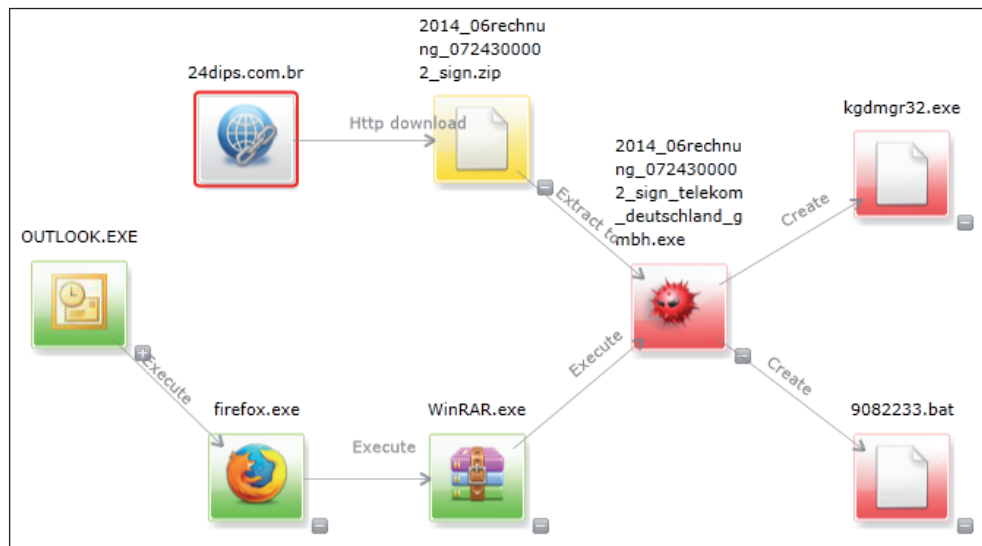 2014_06rechnu
ng_072430000
2_sign.zip
24dips.com.br
Http download
kgdmgr32.exe
2014_06rechnu
ng_072430000
2_sign_telekom
_deutschland_g
mbh.exe
Extract to
Create
OUTLOOK.EXE
Execute
Execute
Create
firefox.exe
WinRAR.exe
9082233.bat
Execute